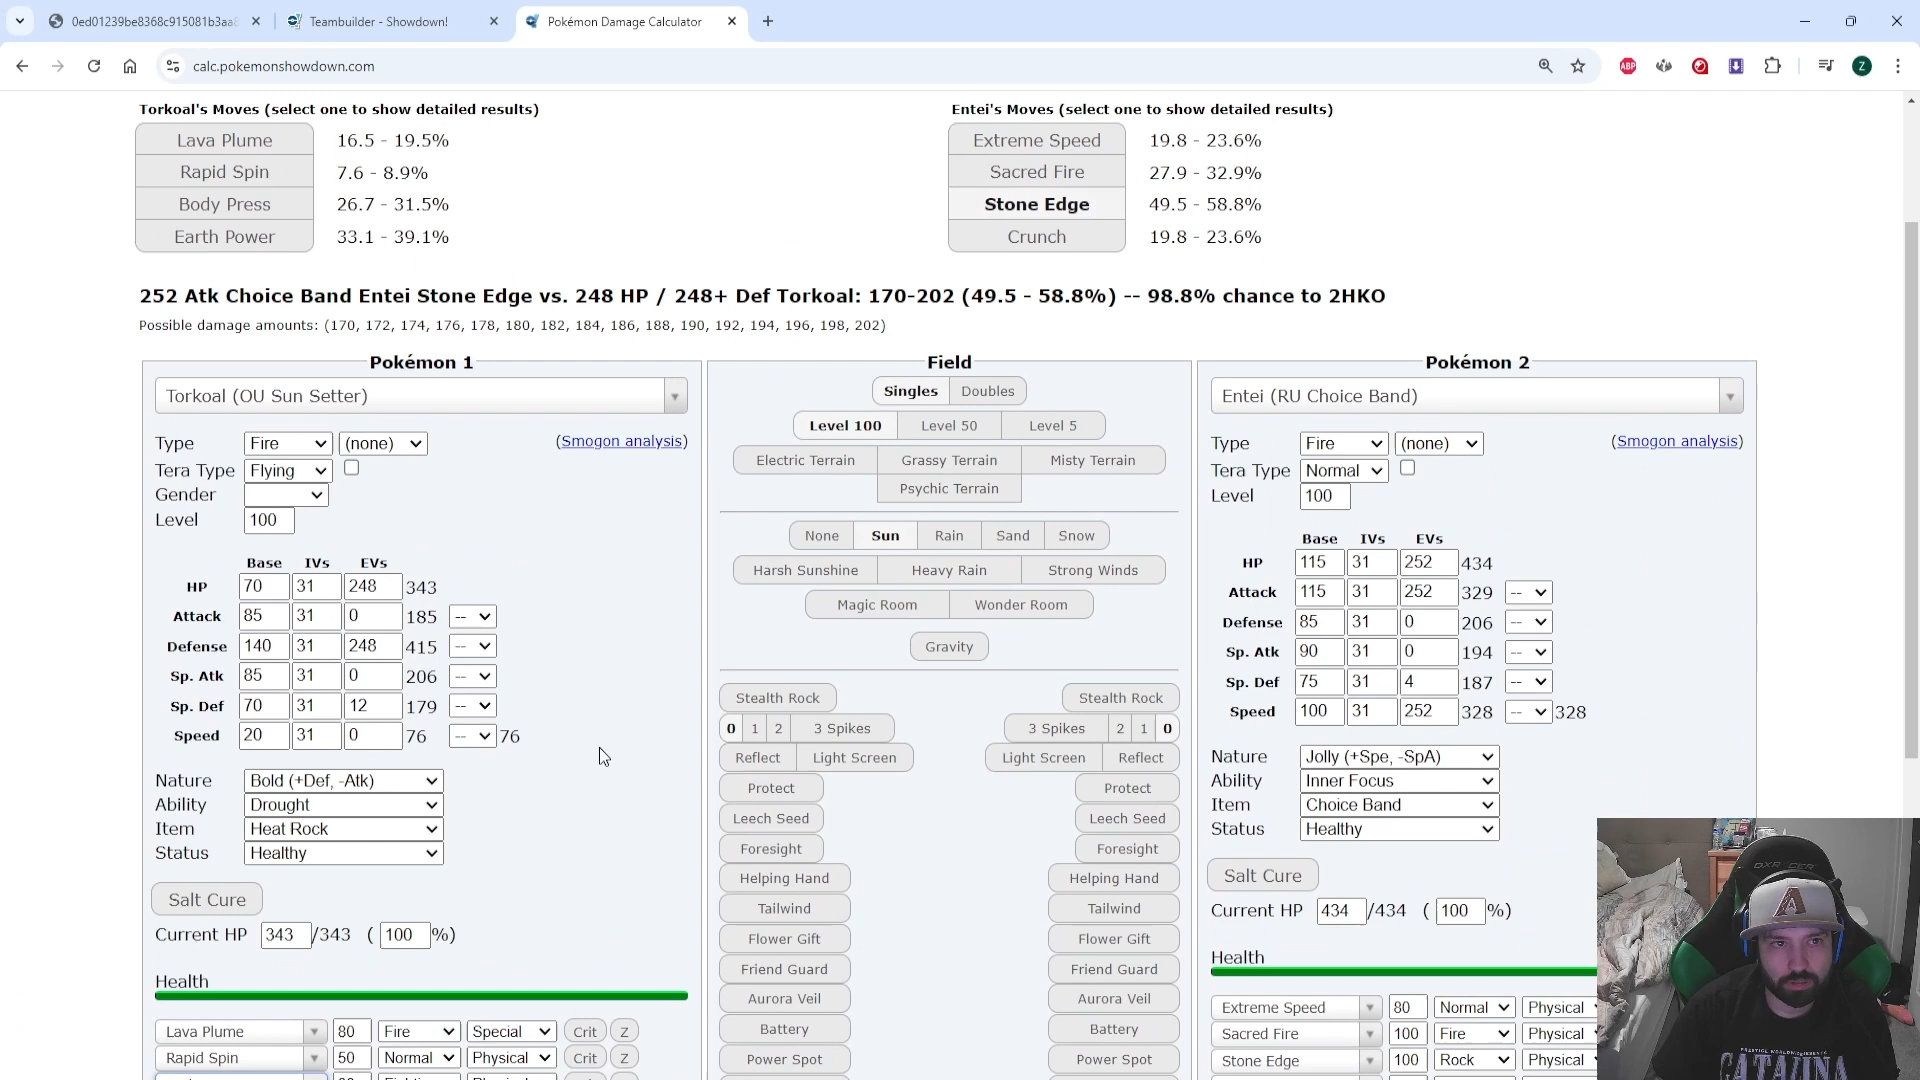 0ed01239be8368c915081b3aa8
Teambuilder - Showdown!
Pokémon Damage Calculator
calc.pokemonshowdown.com
ABP
Z
Torkoal's Moves (select one to show detailed results)
Entei's Moves (select one to show detailed results)
Lava Plume 16.5 - 19.5%
Extreme Speed 19.8 - 23.6%
Rapid Spin 7.6 - 8.9%
Sacred Fire 27.9 - 32.9%
Body Press 26.7 - 31.5%
Stone Edge 49.5 - 58.8%
Earth Power 33.1 - 39.1%
Crunch 19.8 - 23.6%
252 Atk Choice Band Entei Stone Edge vs. 248 HP / 248+ Def Torkoal: 170-202 (49.5 - 58.8%) -- 98.8% chance to 2HKO
Possible damage amounts: (170, 172, 174, 176, 178, 180, 182, 184, 186, 188, 190, 192, 194, 196, 198, 202)
Pokémon 1
Torkoal (OU Sun Setter)
Type Fire (none) (Smogon analysis)
Tera Type Flying
Gender
Level 100
Base IVs EVs
HP 70 31 248 343
Attack 85 31 0 185 --
Defense 140 31 248 415 --
Sp. Atk 85 31 0 206 --
Sp. Def 70 31 12 179 --
Speed 20 31 0 76 -- 76
Nature Bold (+Def, -Atk)
Ability Drought
Item Heat Rock
Status Healthy
Salt Cure
Current HP 343 /343 ( 100 %)
Health
Lava Plume 80 Fire Special Crit Z
Rapid Spin 50 Normal Physical Crit Z
Field
Singles Doubles
Level 100 Level 50 Level 5
Electric Terrain Grassy Terrain Misty Terrain
Psychic Terrain
None Sun Rain Sand Snow
Harsh Sunshine Heavy Rain Strong Winds
Magic Room Wonder Room
Gravity
Stealth Rock Stealth Rock
0 1 2 3 Spikes 3 Spikes 2 1 0
Reflect Light Screen Light Screen Reflect
Protect Protect
Leech Seed Leech Seed
Foresight Foresight
Helping Hand Helping Hand
Tailwind Tailwind
Flower Gift Flower Gift
Friend Guard Friend Guard
Aurora Veil Aurora Veil
Battery Battery
Power Spot Power Spot
Pokémon 2
Entei (RU Choice Band)
Type Fire (none) (Smogon analysis)
Tera Type Normal
Level 100
Base IVs EVs
HP 115 31 252 434
Attack 115 31 252 329 --
Defense 85 31 0 206 --
Sp. Atk 90 31 0 194 --
Sp. Def 75 31 4 187 --
Speed 100 31 252 328 -- 328
Nature Jolly (+Spe, -SpA)
Ability Inner Focus
Item Choice Band
Status Healthy
Salt Cure
Current HP 434 /434 ( 100 %)
Health
Extreme Speed 80 Normal Physical
Sacred Fire 100 Fire Physical
Stone Edge 100 Rock Physical
A